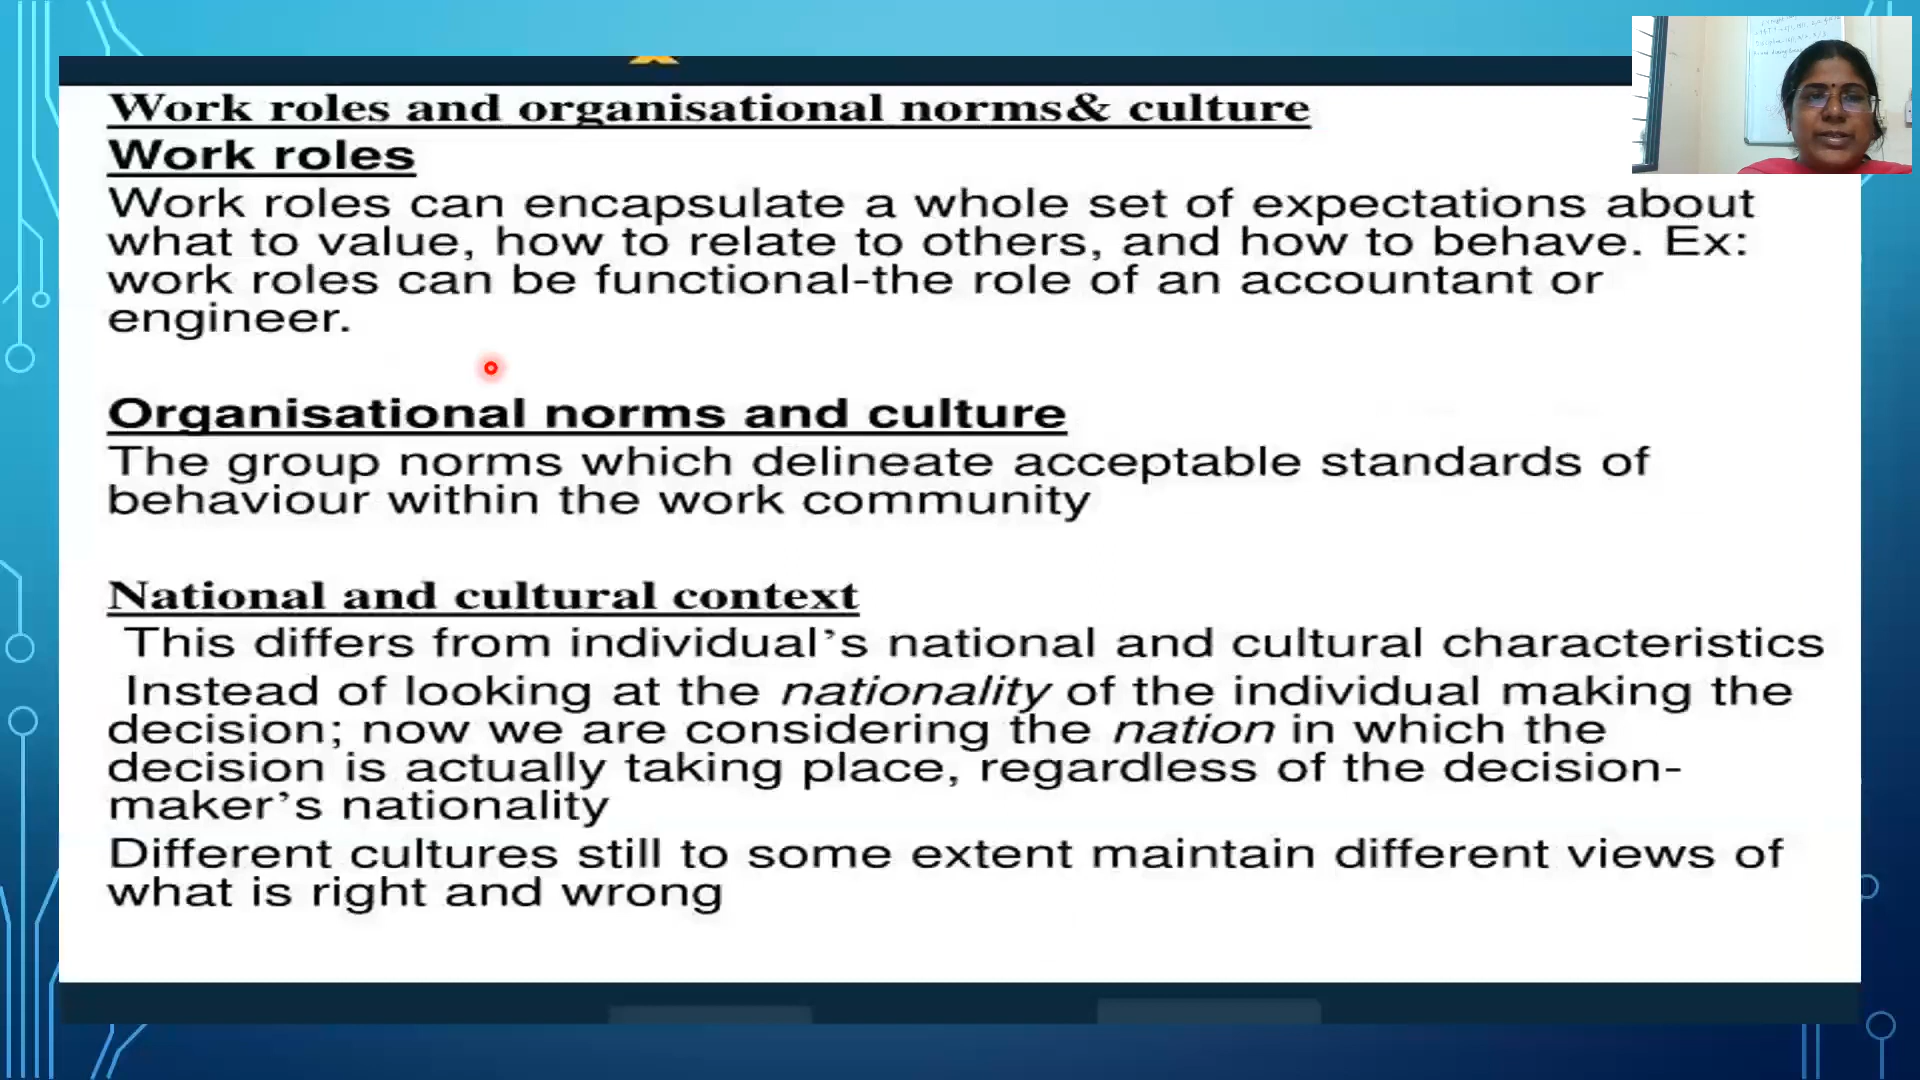 Work roles and organisational norms& culture
Work roles
Work roles can encapsulate a whole set of expectations about
what to value, how to relate to others, and how to behave. Ex:
work roles can be functional-the role of an accountant or
engineer.
Organisational norms and culture
The group norms which delineate acceptable standards of
behaviour within the work community
National and cultural context
This differs from individual’s national and cultural characteristics
Instead of looking at the nationality of the individual making the
decision; now we are considering the nation in which the
decision is actually taking place, regardless of the decision-
maker’s nationality
Different cultures still to some extent maintain different views of
what is right and wrong